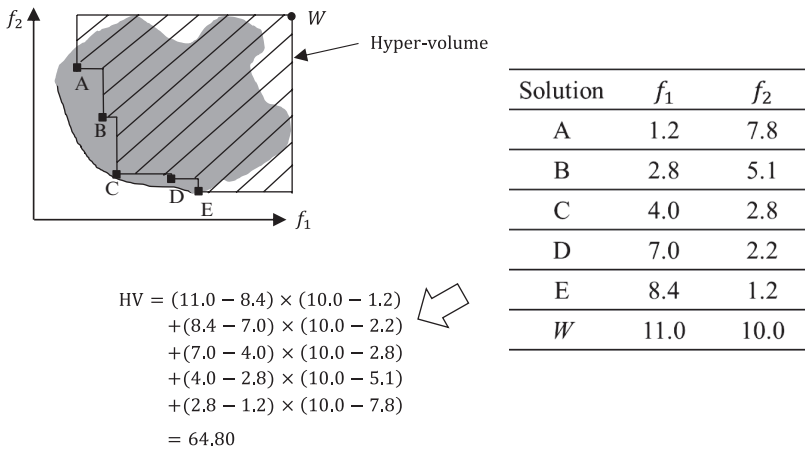 f₂
W
Hyper-volume
A
B
C
D
E
f₁
Solution f₁ f₂
A 1.2 7.8
B 2.8 5.1
C 4.0 2.8
D 7.0 2.2
E 8.4 1.2
W 11.0 10.0
HV = (11.0 − 8.4) × (10.0 − 1.2)
+(8.4 − 7.0) × (10.0 − 2.2)
+(7.0 − 4.0) × (10.0 − 2.8)
+(4.0 − 2.8) × (10.0 − 5.1)
+(2.8 − 1.2) × (10.0 − 7.8)
= 64.80